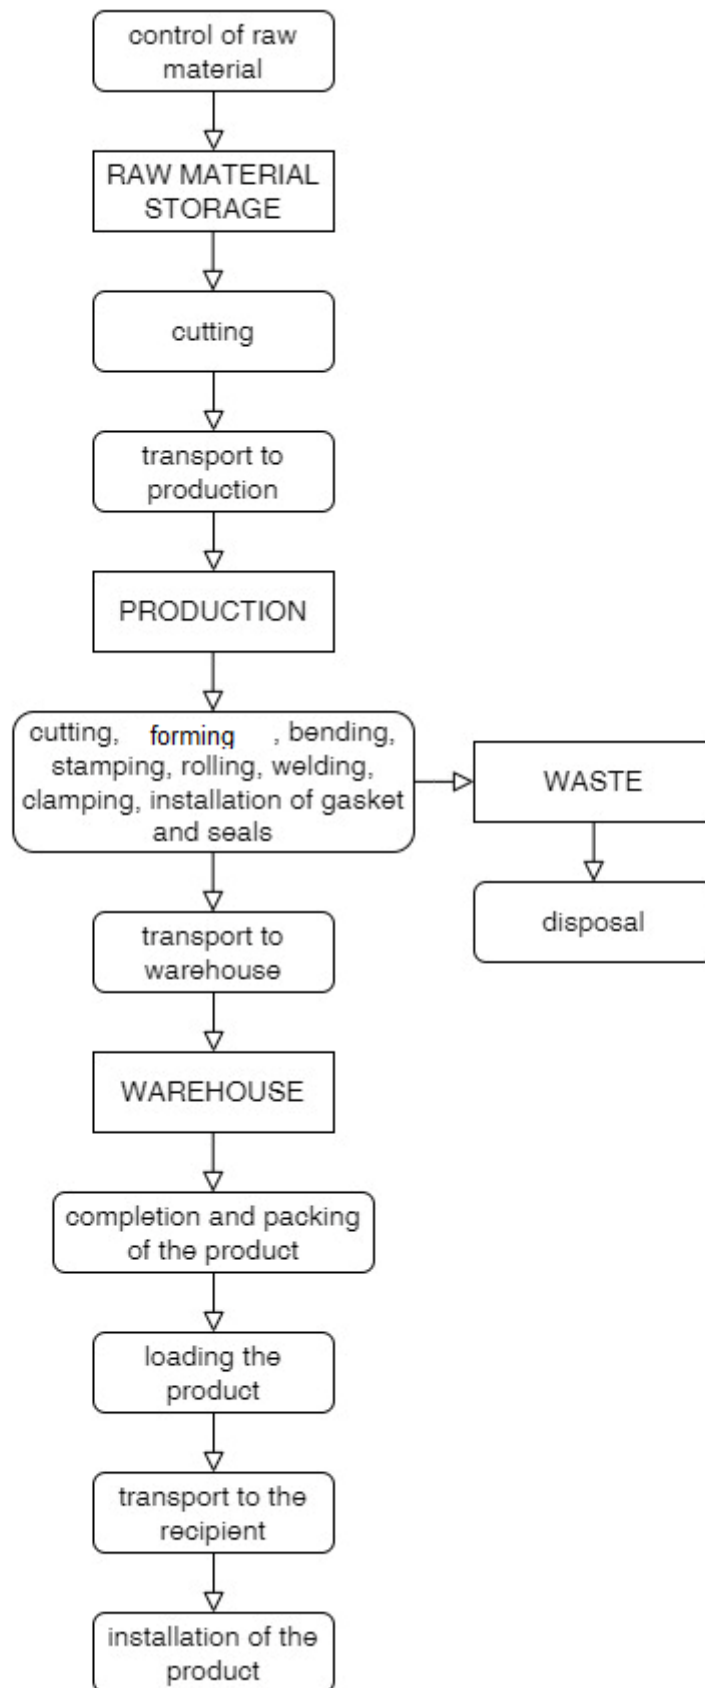 control of raw
material
RAW MATERIAL
STORAGE
cutting
transport to
production
PRODUCTION
cutting, forming , bending,
stamping, rolling, welding,
clamping, installation of gasket
and seals
WASTE
disposal
transport to
warehouse
WAREHOUSE
completion and packing
of the product
loading the
product
transport to the
recipient
installation of the
product